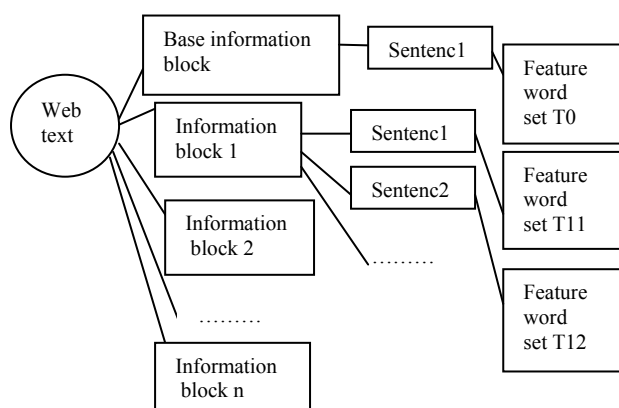 Base information
block
Sentenc1
Feature
word
set T0
Web
text
Information
block 1
Sentenc1
Sentenc2
Feature
word
set T11
Information
block 2
………
Feature
word
set T12
………
Information
block n